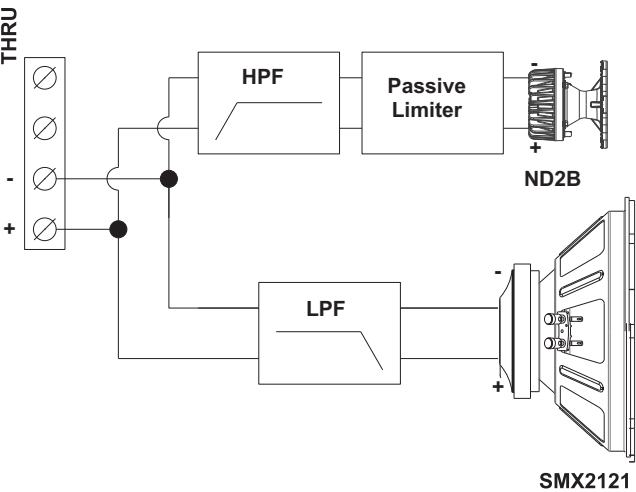 THRU
HPF
Passive
Limiter
-
+
ND2B
-
+
LPF
-
+
SMX2121